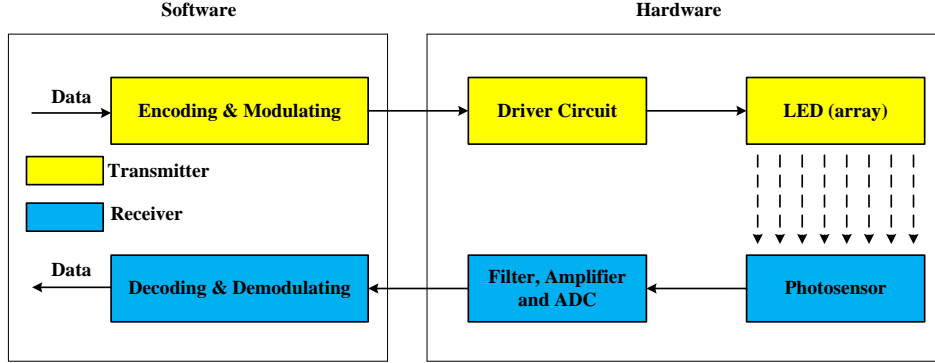 Software
Hardware
Data
Encoding & Modulating
Driver Circuit
LED (array)
Transmitter
Receiver
Data
Decoding & Demodulating
Filter, Amplifier
and ADC
Photosensor